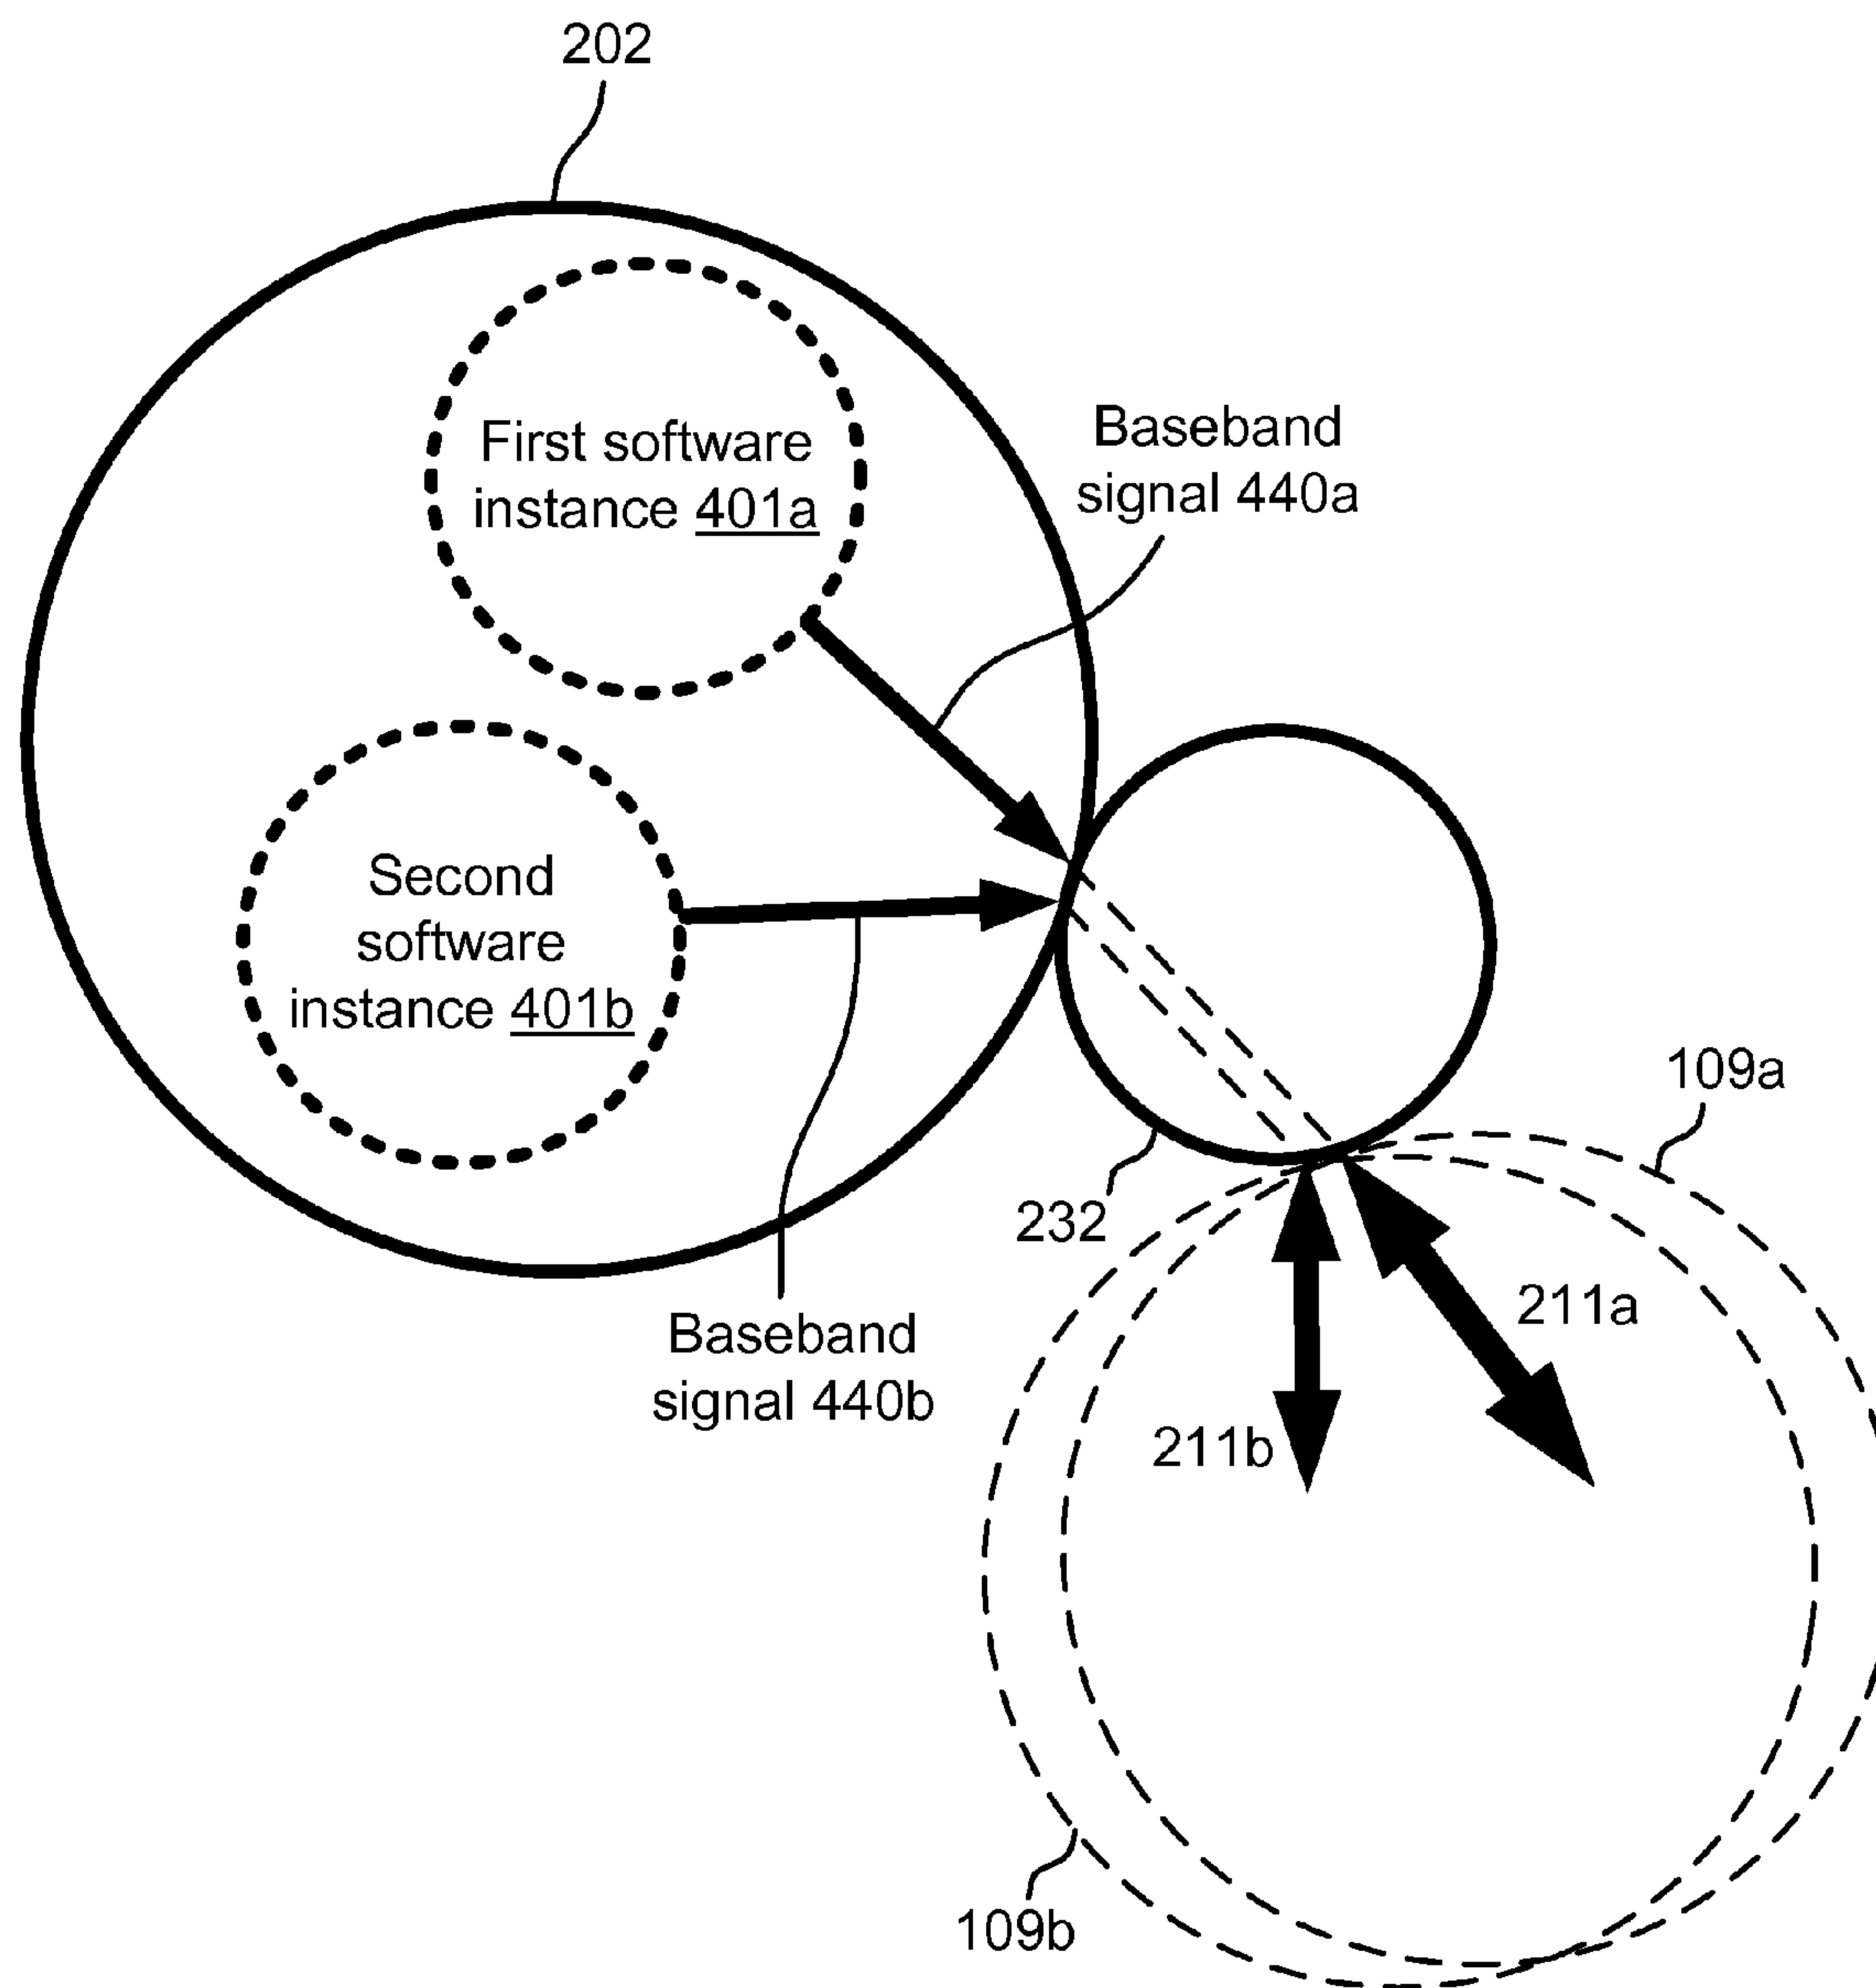 202
First software
instance 401a
Baseband
signal 440a
Second
software
instance 401b
109a
232
211a
Baseband
signal 440b
211b
109b